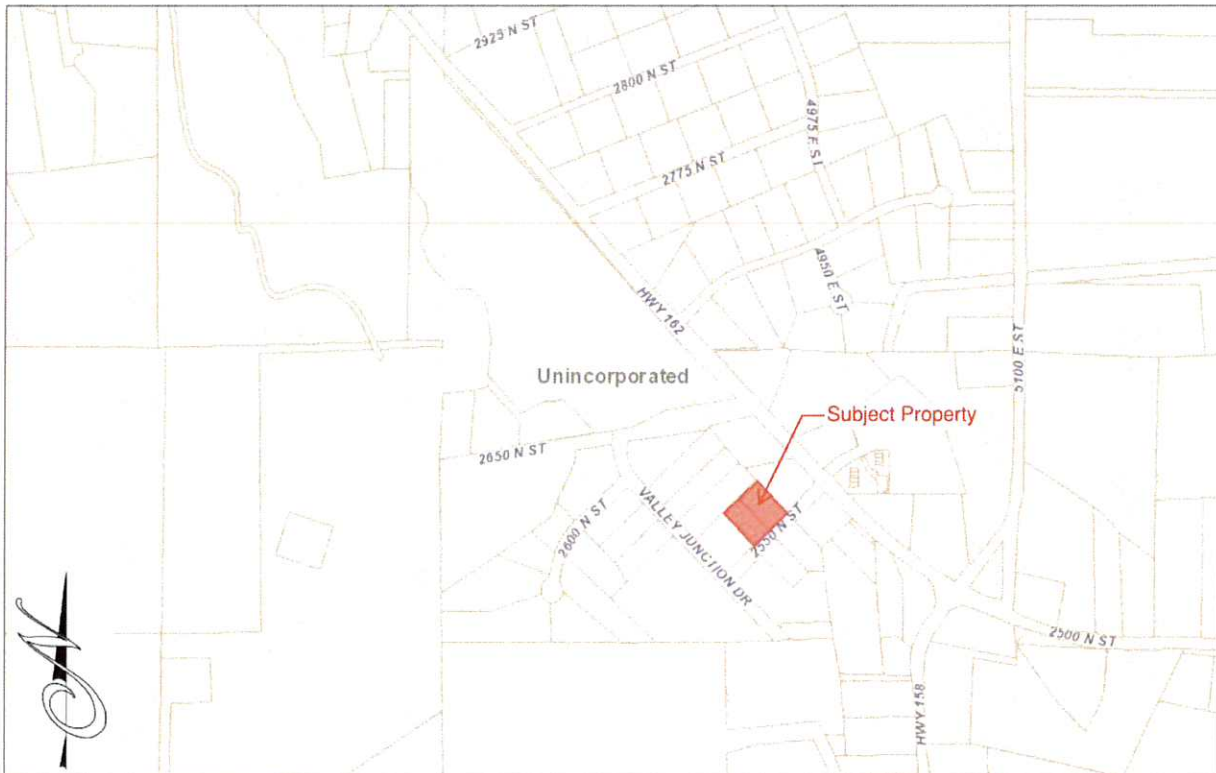 2925 N ST
2800 N ST
4975 E ST
2775 N ST
4950 E ST
HWY 162
5100 E ST
Unincorporated
Subject Property
2650 N ST
VALLEY JUNCTION DR
2550 N ST
2600 N ST
2500 N ST
HWY 158
N